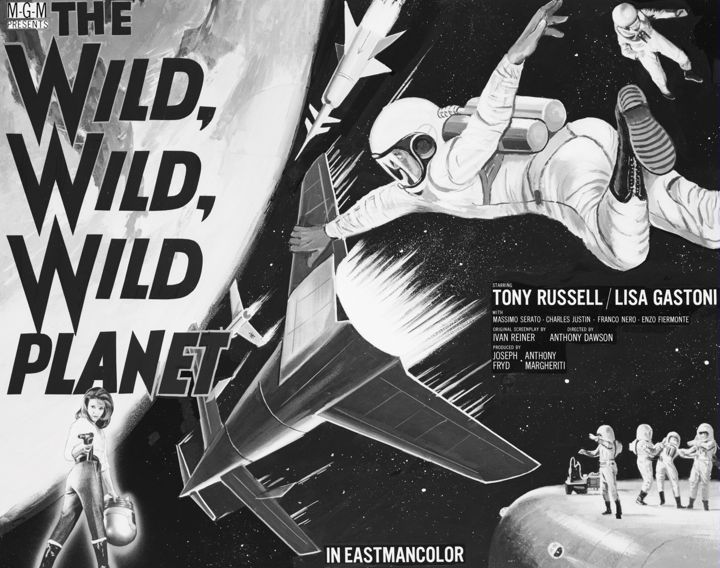 M-G-M
PRESENTS
THE
WILD,
WILD,
WILD
PLANET
STARRING
TONY RUSSELL / LISA GASTONI
WITH
MASSIMO SERATO · CHARLES JUSTIN · FRANCO NERO · ENZO FIERMONTE
ORIGINAL SCREENPLAY BY
IVAN REINER
DIRECTED BY
ANTHONY DAWSON
PRODUCED BY
JOSEPH FRYD
ANTHONY MARGHERITI
IN EASTMANCOLOR